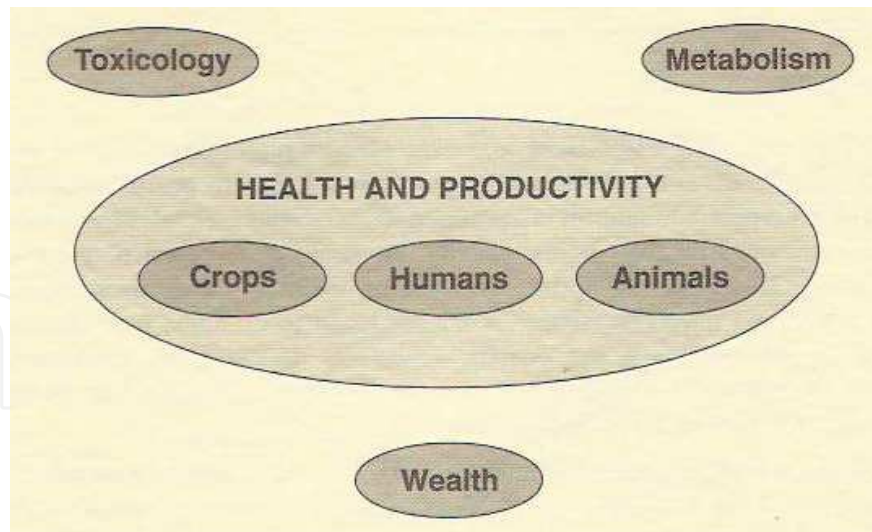 Toxicology
Metabolism
HEALTH AND PRODUCTIVITY
Crops
Humans
Animals
Wealth